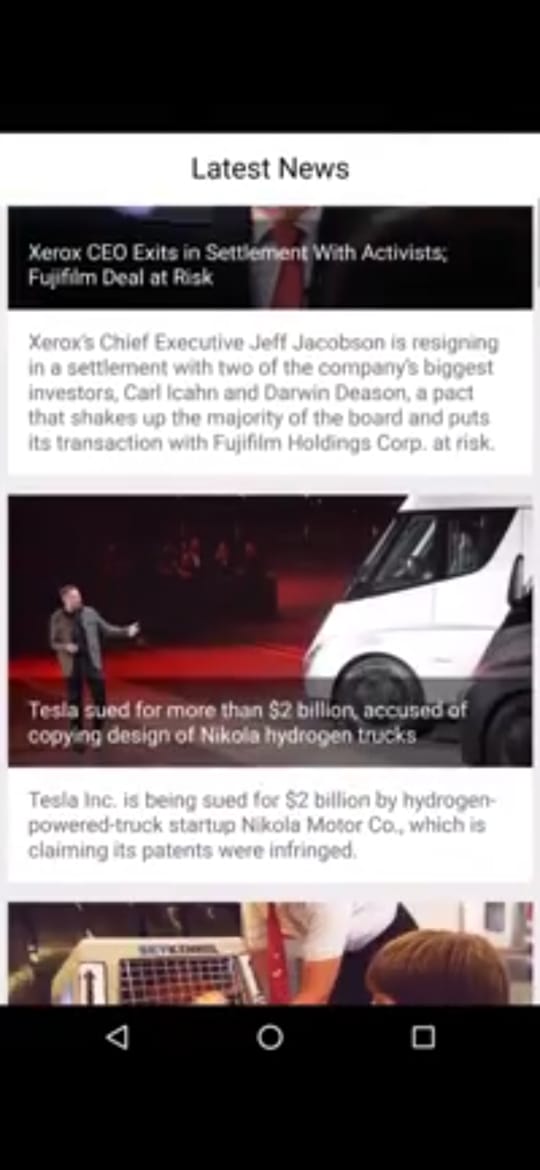 Latest News
Xerox CEO Exits in Settlement With Activists;
Fujifilm Deal at Risk
Xerox's Chief Executive Jeff Jacobson is resigning
in a settlement with two of the company's biggest
investors, Carl Icahn and Darwin Deason, a pact
that shakes up the majority of the board and puts
its transaction with Fujifilm Holdings Corp. at risk.
Tesla sued for more than $2 billion, accused of
copying design of Nikola hydrogen trucks
Tesla Inc. is being sued for $2 billion by hydrogen-
powered-truck startup Nikola Motor Co., which is
claiming its patents were infringed.